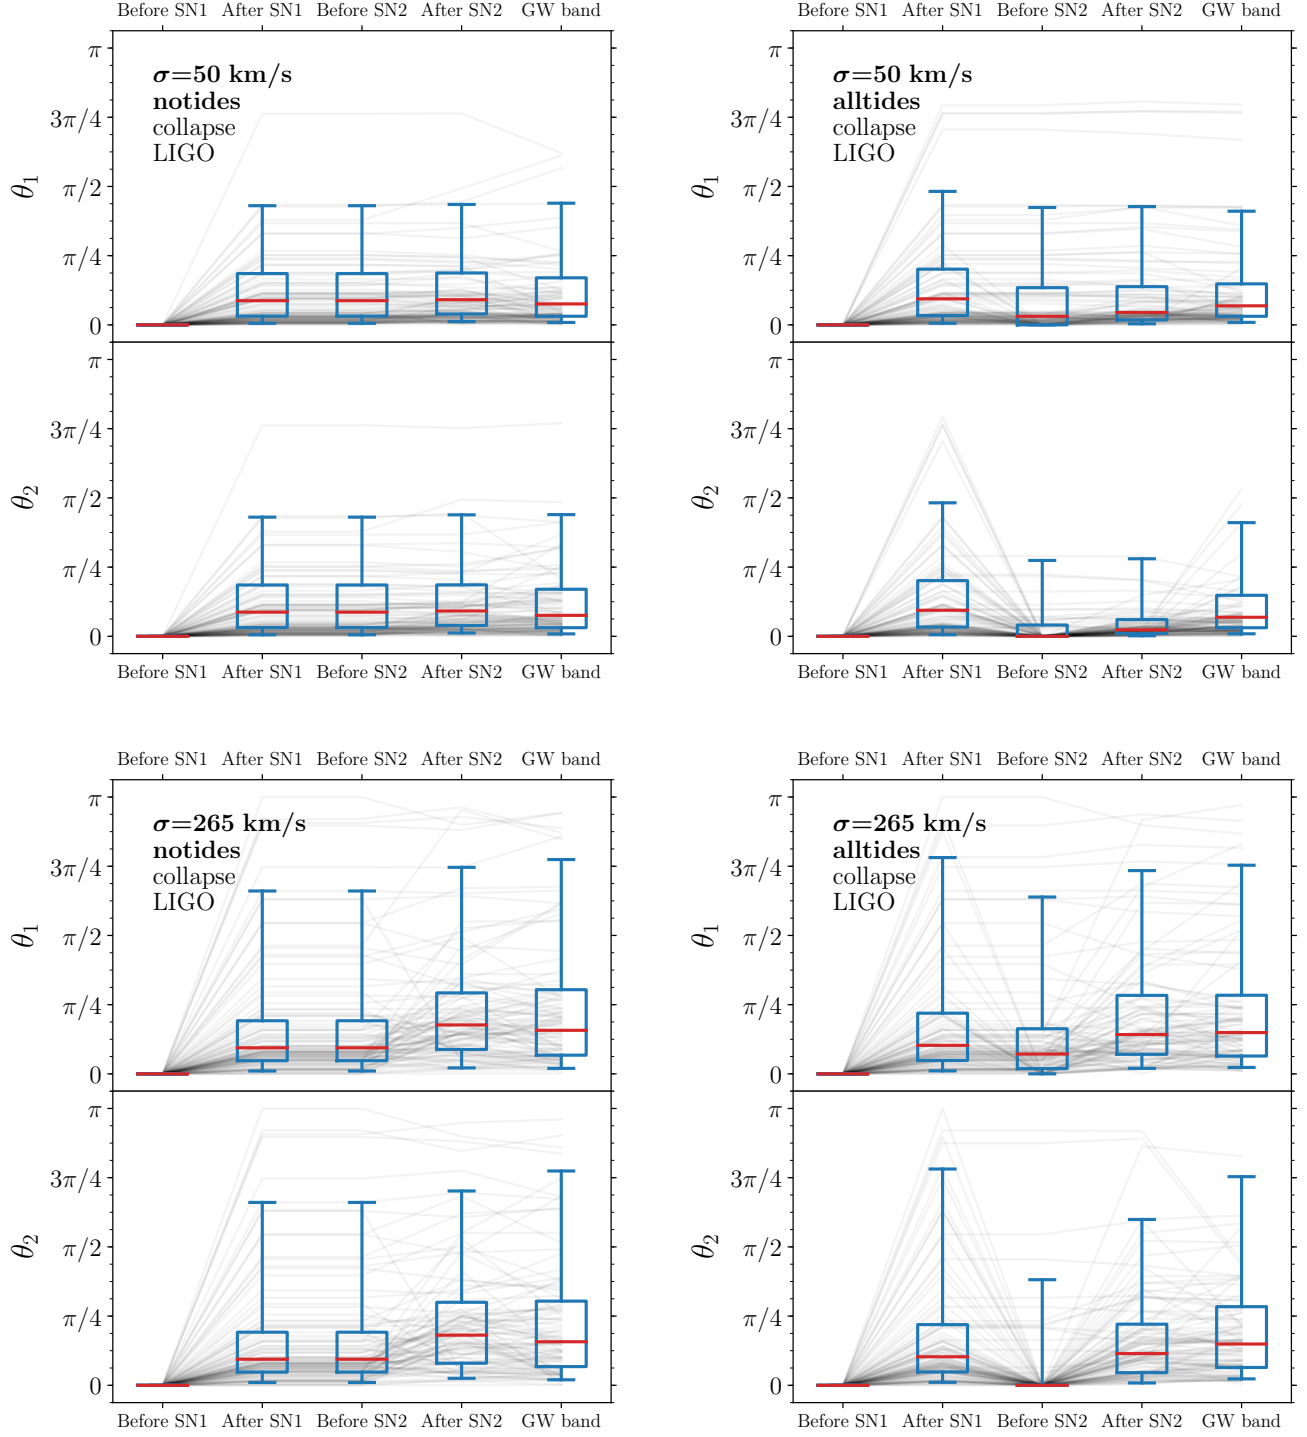 Before SN1 After SN1 Before SN2 After SN2 GW band
σ=50 km/s
notides
collapse
LIGO
π
3π/4
π/2
π/4
0
θ1
π
3π/4
π/2
π/4
0
θ2
Before SN1 After SN1 Before SN2 After SN2 GW band
Before SN1 After SN1 Before SN2 After SN2 GW band
σ=50 km/s
alltides
collapse
LIGO
π
3π/4
π/2
π/4
0
θ1
π
3π/4
π/2
π/4
0
θ2
Before SN1 After SN1 Before SN2 After SN2 GW band
Before SN1 After SN1 Before SN2 After SN2 GW band
σ=265 km/s
notides
collapse
LIGO
π
3π/4
π/2
π/4
0
θ1
π
3π/4
π/2
π/4
0
θ2
Before SN1 After SN1 Before SN2 After SN2 GW band
Before SN1 After SN1 Before SN2 After SN2 GW band
σ=265 km/s
alltides
collapse
LIGO
π
3π/4
π/2
π/4
0
θ1
π
3π/4
π/2
π/4
0
θ2
Before SN1 After SN1 Before SN2 After SN2 GW band